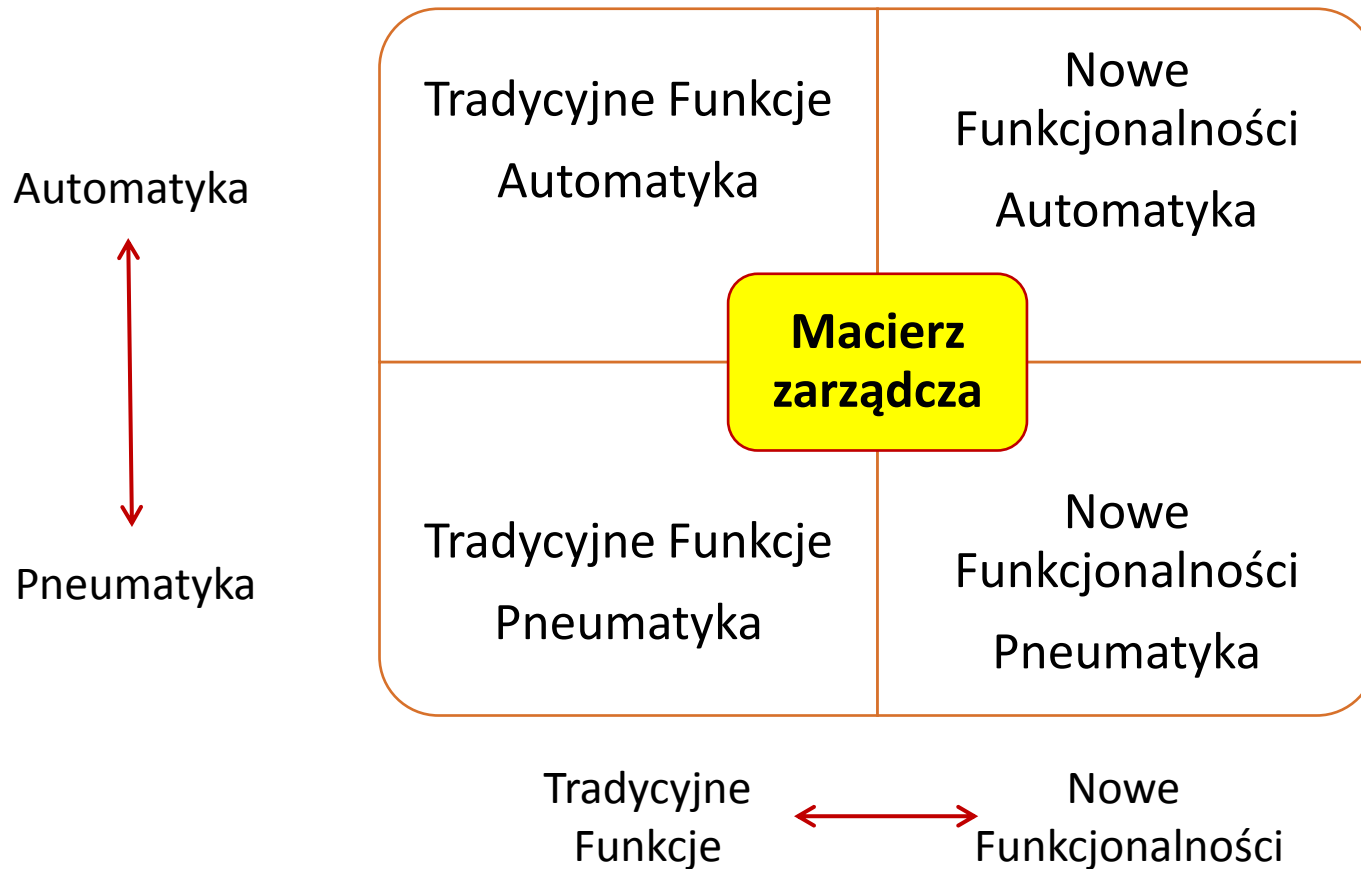 Tradycyjne Funkcje
Automatyka
Nowe
Funkcjonalności
Automatyka
Automatyka
Macierz
zarządcza
Pneumatyka
Tradycyjne Funkcje
Pneumatyka
Nowe
Funkcjonalności
Pneumatyka
Tradycyjne
Funkcje
Nowe
Funkcjonalności